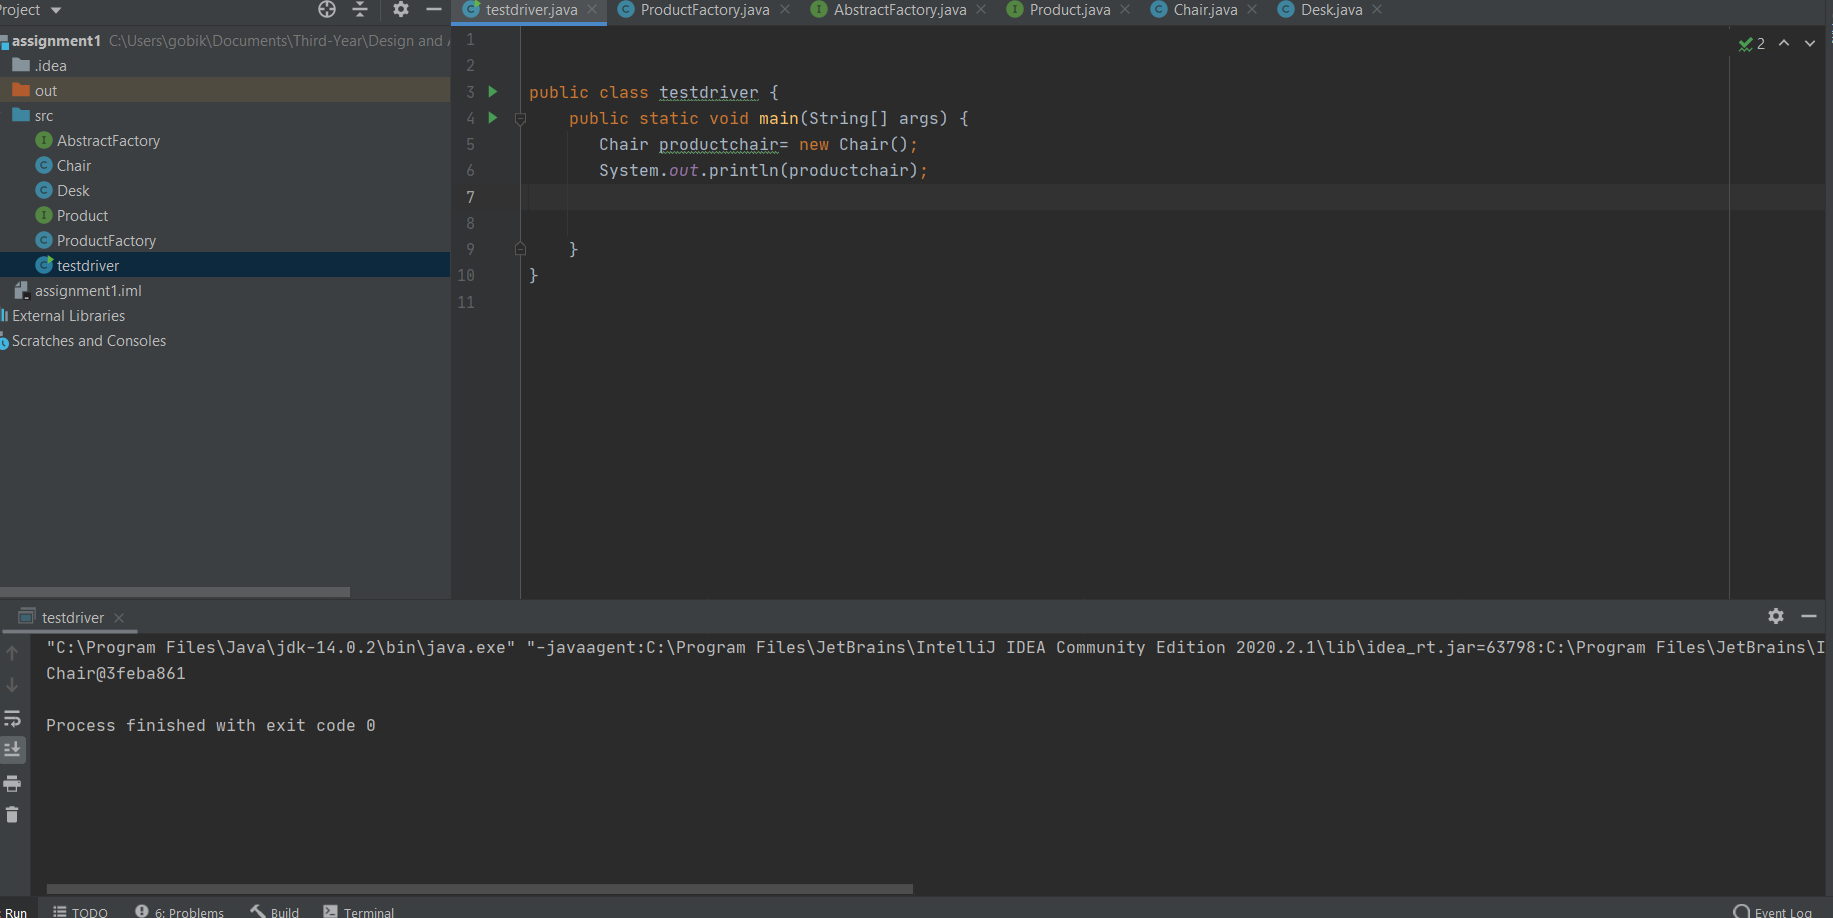 roject
testdriver.java ProductFactory.java AbstractFactory.java Product.java Chair.java Desk.java
assignment1 C:\Users\gobik\Documents\Third-Year\Design and
.idea
out
src
AbstractFactory
Chair
Desk
Product
ProductFactory
testdriver
assignment1.iml
External Libraries
Scratches and Consoles
2
1
2
3 public class testdriver {
4 public static void main(String[] args) {
5 Chair productchair= new Chair();
6 System.out.println(productchair);
7
8
9 }
10 }
11
testdriver
"C:\Program Files\Java\jdk-14.0.2\bin\java.exe" "-javaagent:C:\Program Files\JetBrains\IntelliJ IDEA Community Edition 2020.2.1\lib\idea_rt.jar=63798:C:\Program Files\JetBrains\I
Chair@3feba861
Process finished with exit code 0
Run TODO 6: Problems Build Terminal Event Log